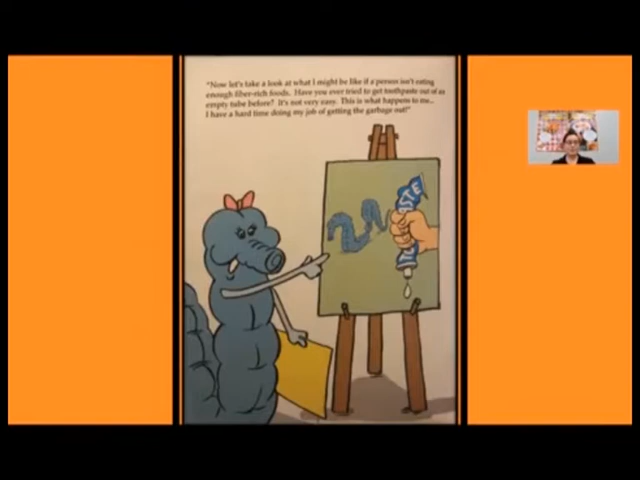 "Now let's take a look at what I might be like if a person isn't eating
enough fiber-rich foods. Have you ever tried to get toothpaste out of an
empty tube before? It's not very easy. This is what happens to me...
I have a hard time doing my job of getting the garbage out!"
STE